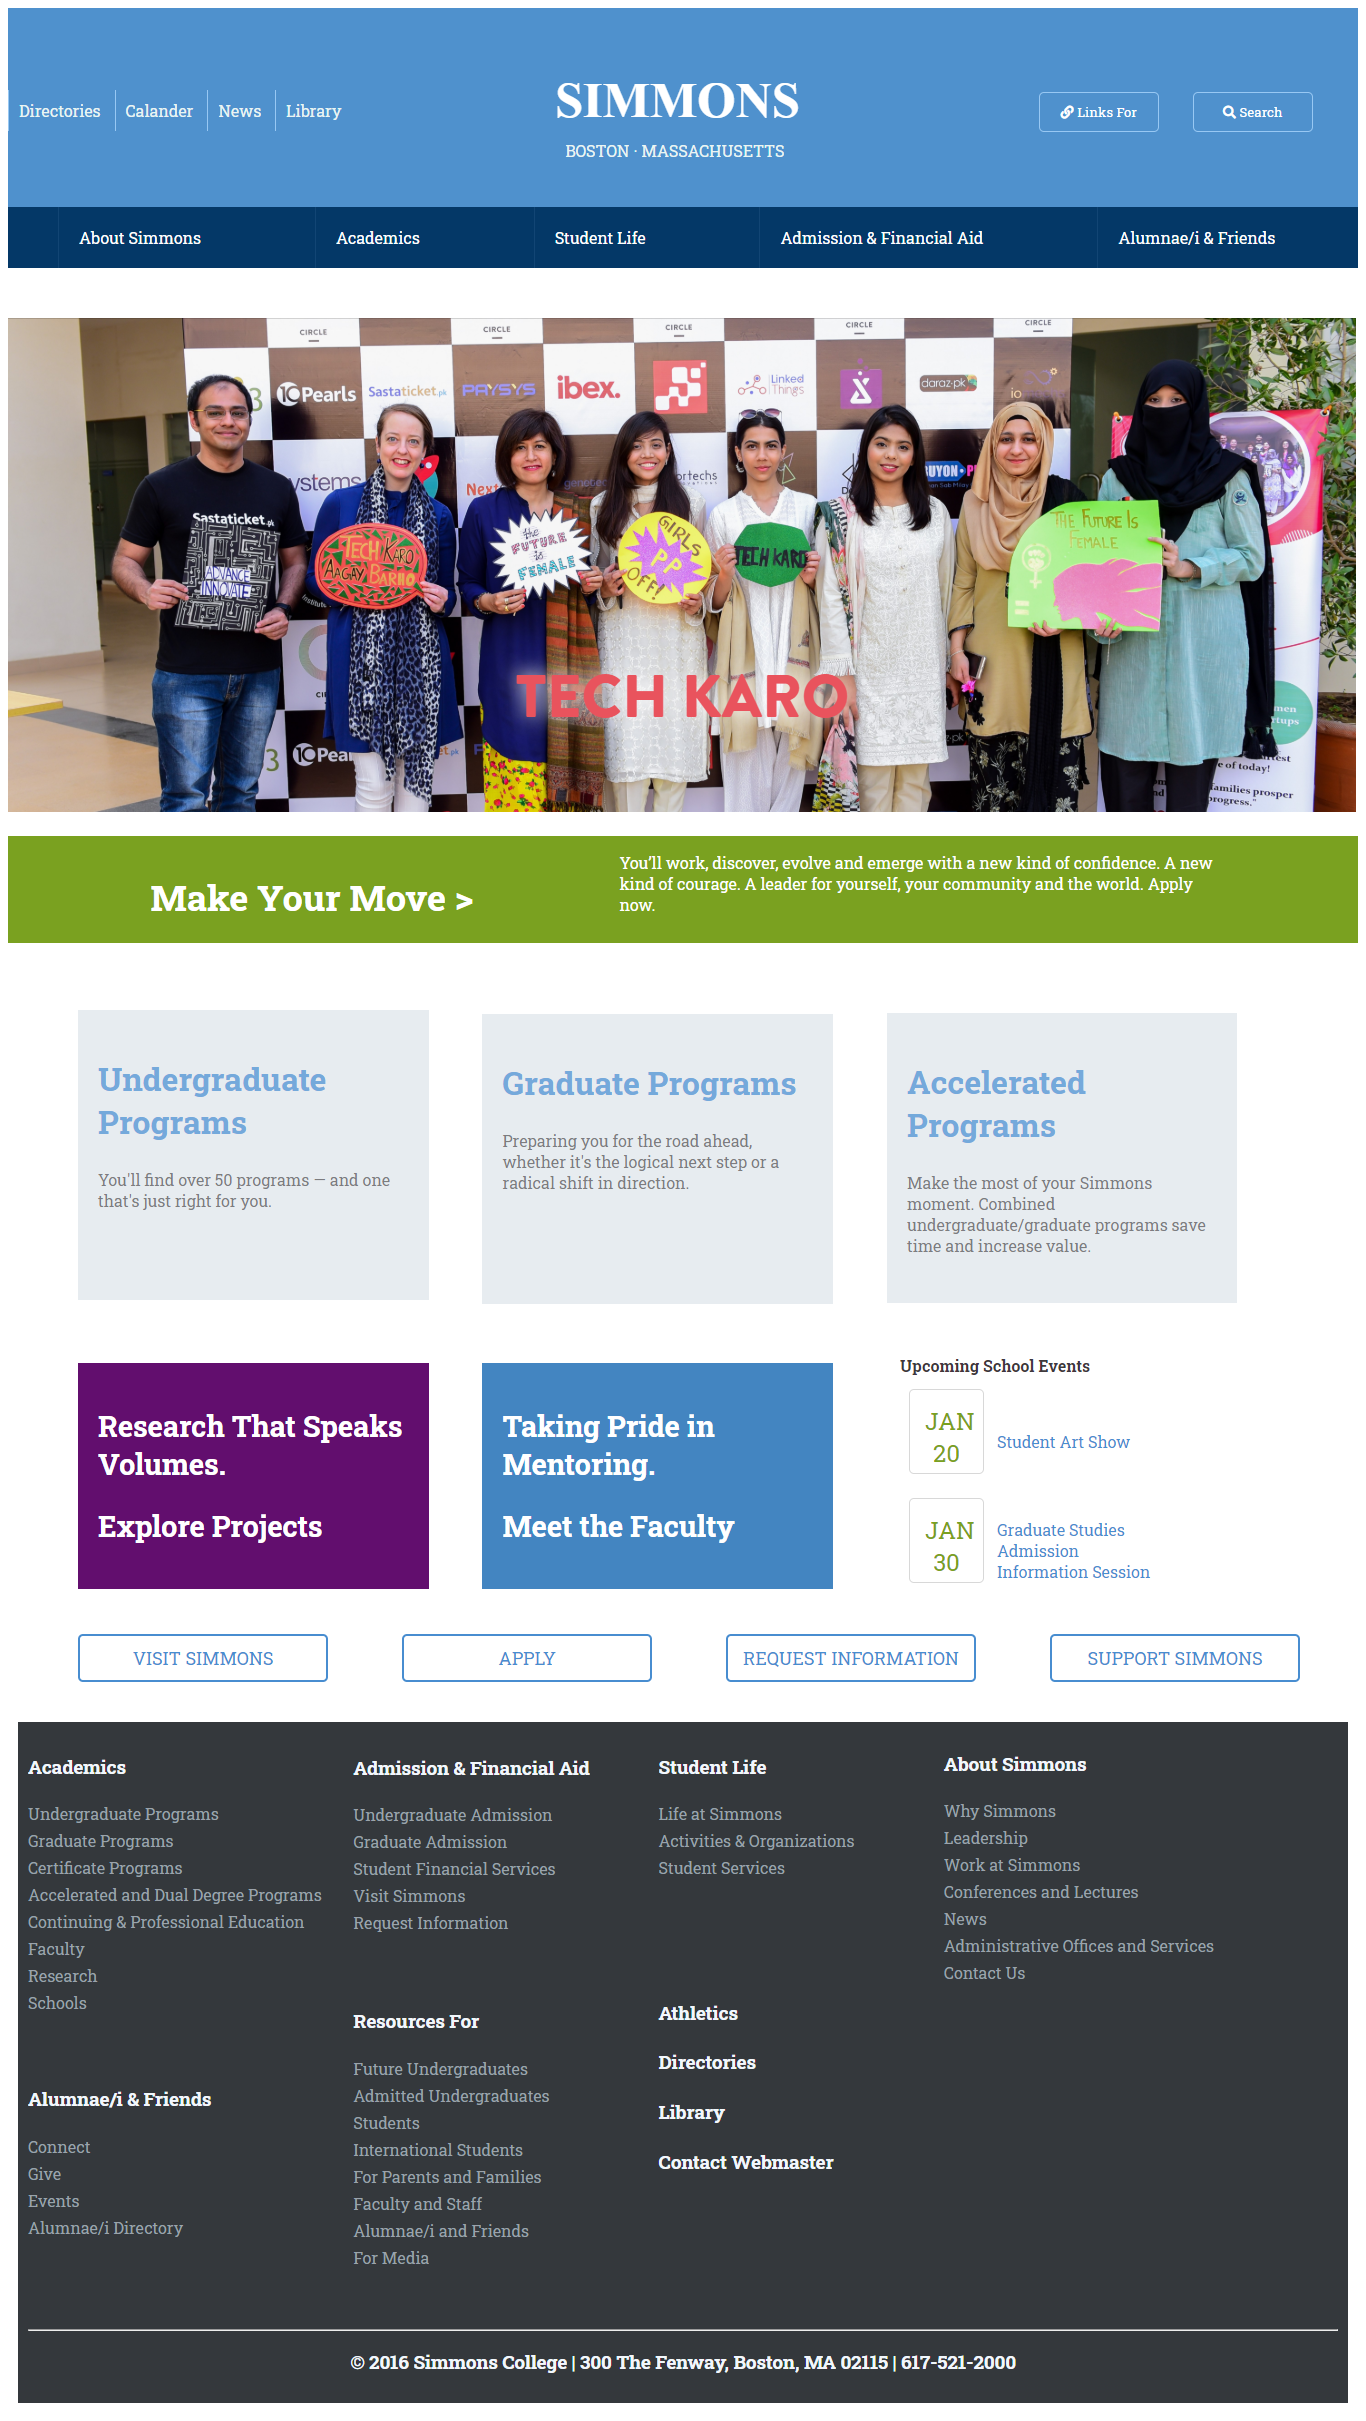 Directories
Calander
News
Library
SIMMONS
BOSTON · MASSACHUSETTS
Links For
Search
About Simmons
Academics
Student Life
Admission & Financial Aid
Alumnae/i & Friends
CIRCLE
CIRCLE
CIRCLE
CIRCLE
CIRCLE
10Pearls
Sastaticket.pk
PAYSYS
ibex.
Linked
Things
daraz.pk
Sastaticket.pk
ADVANCE
INNOVATE
TECH KARO
AAGAY BARHO
the
FUTURE
is
FEMALE
GIRLS
PP
OFF!
TECH KARO
THE FUTURE IS
FEMALE
TECH KARO
10Pear
e of today!
families prosper
progress."
Make Your Move >
You’ll work, discover, evolve and emerge with a new kind of confidence. A new
kind of courage. A leader for yourself, your community and the world. Apply
now.
Undergraduate
Programs
You'll find over 50 programs — and one
that's just right for you.
Graduate Programs
Preparing you for the road ahead,
whether it's the logical next step or a
radical shift in direction.
Accelerated
Programs
Make the most of your Simmons
moment. Combined
undergraduate/graduate programs save
time and increase value.
Research That Speaks
Volumes.
Explore Projects
Taking Pride in
Mentoring.
Meet the Faculty
Upcoming School Events
JAN
20
Student Art Show
JAN
30
Graduate Studies
Admission
Information Session
VISIT SIMMONS
APPLY
REQUEST INFORMATION
SUPPORT SIMMONS
Academics
Undergraduate Programs
Graduate Programs
Certificate Programs
Accelerated and Dual Degree Programs
Continuing & Professional Education
Faculty
Research
Schools
Alumnae/i & Friends
Connect
Give
Events
Alumnae/i Directory
Admission & Financial Aid
Undergraduate Admission
Graduate Admission
Student Financial Services
Visit Simmons
Request Information
Resources For
Future Undergraduates
Admitted Undergraduates
Students
International Students
For Parents and Families
Faculty and Staff
Alumnae/i and Friends
For Media
Student Life
Life at Simmons
Activities & Organizations
Student Services
Athletics
Directories
Library
Contact Webmaster
About Simmons
Why Simmons
Leadership
Work at Simmons
Conferences and Lectures
News
Administrative Offices and Services
Contact Us
© 2016 Simmons College | 300 The Fenway, Boston, MA 02115 | 617-521-2000